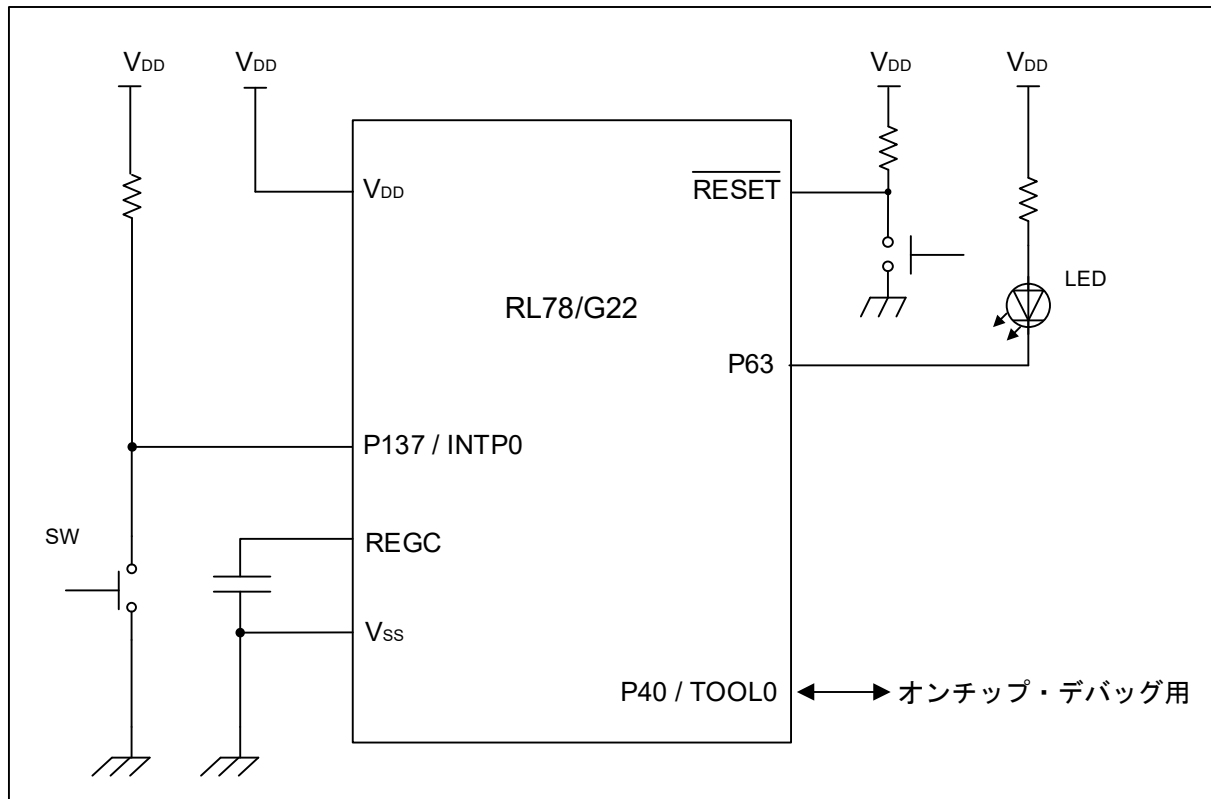 VDD
VDD
VDD
VDD
VDD
RESET
LED
RL78/G22
P63
P137 / INTP0
SW
REGC
VSS
P40 / TOOL0
オンチップ・デバッグ用